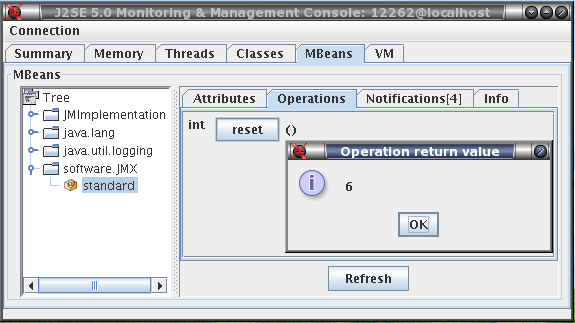 J2SE 5.0 Monitoring & Management Console: 12262@localhost
Connection
Summary Memory Threads Classes MBeans VM
MBeans
Tree
JMImplementation
java.lang
java.util.logging
software.JMX
standard
Attributes Operations Notifications[4] Info
int reset ()
Operation return value
i
6
OK
Refresh